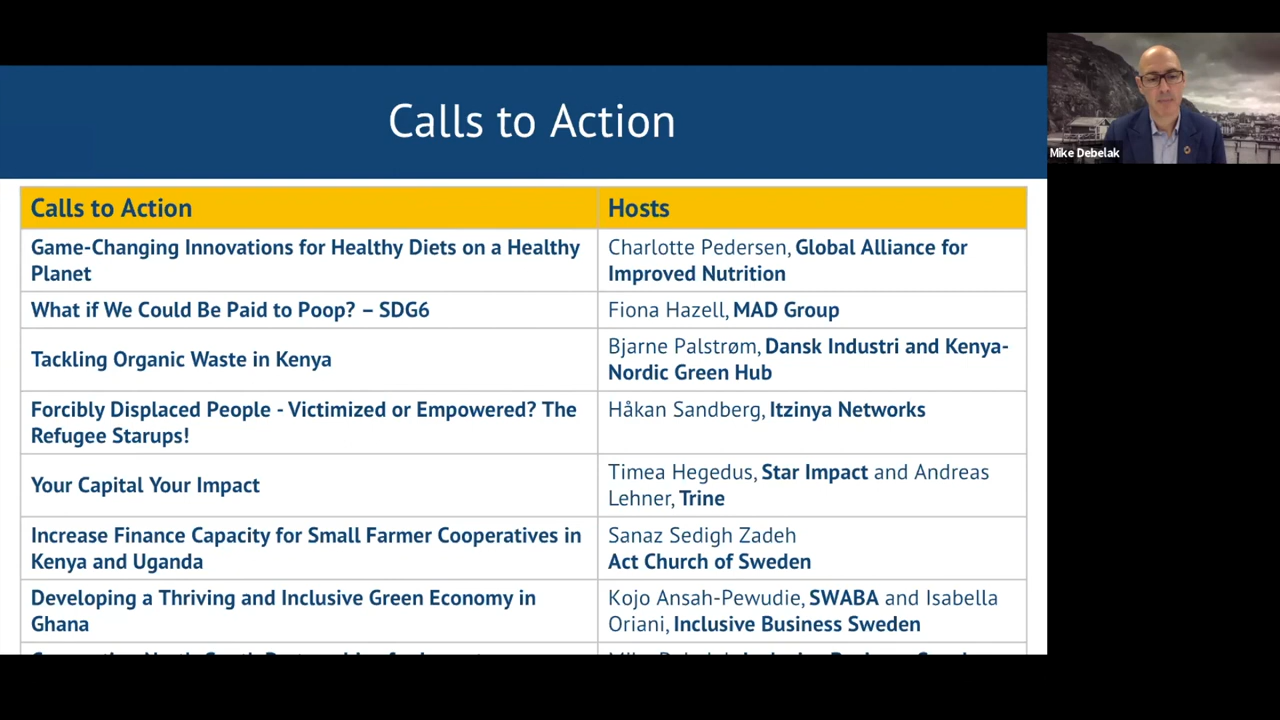 Calls to Action
Mike Debelak
Calls to Action
Hosts
Game-Changing Innovations for Healthy Diets on a Healthy
Planet
Charlotte Pedersen, Global Alliance for
Improved Nutrition
What if We Could Be Paid to Poop? – SDG6
Fiona Hazell, MAD Group
Tackling Organic Waste in Kenya
Bjarne Palstrøm, Dansk Industri and Kenya-
Nordic Green Hub
Forcibly Displaced People - Victimized or Empowered? The
Refugee Starups!
Håkan Sandberg, Itzinya Networks
Your Capital Your Impact
Timea Hegedus, Star Impact and Andreas
Lehner, Trine
Increase Finance Capacity for Small Farmer Cooperatives in
Kenya and Uganda
Sanaz Sedigh Zadeh
Act Church of Sweden
Developing a Thriving and Inclusive Green Economy in
Ghana
Kojo Ansah-Pewudie, SWABA and Isabella
Oriani, Inclusive Business Sweden